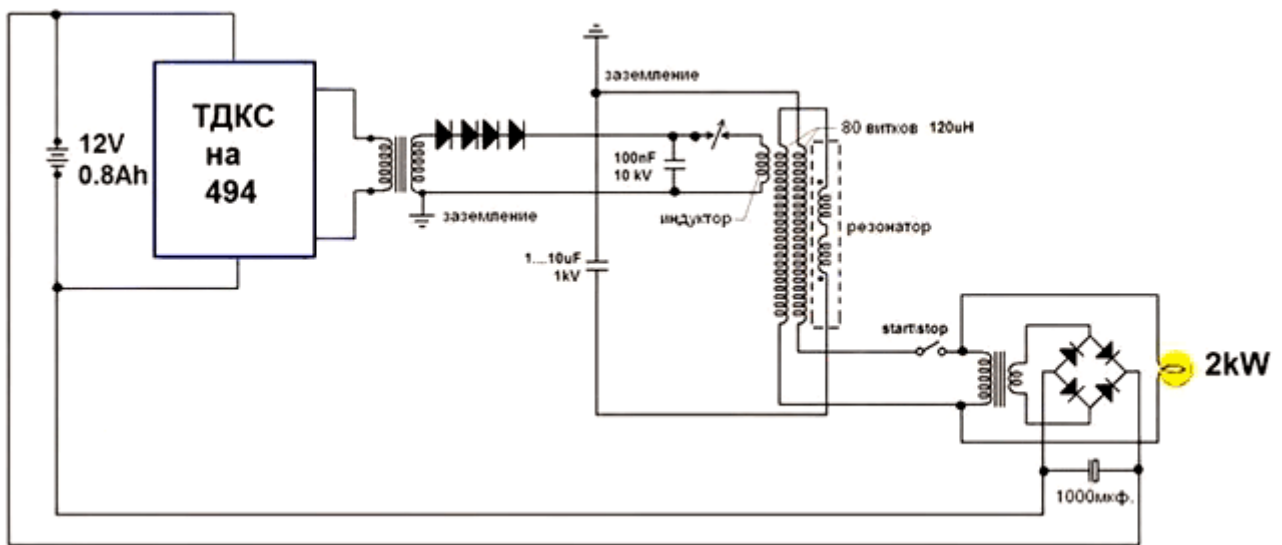 заземление
ТДКС
на
494
12V
0.8Ah
100nF
10 kV
80 витков 120uH
заземление
индуктор
резонатор
1....10uF
1kV
start\stop
2kW
1000мкф.